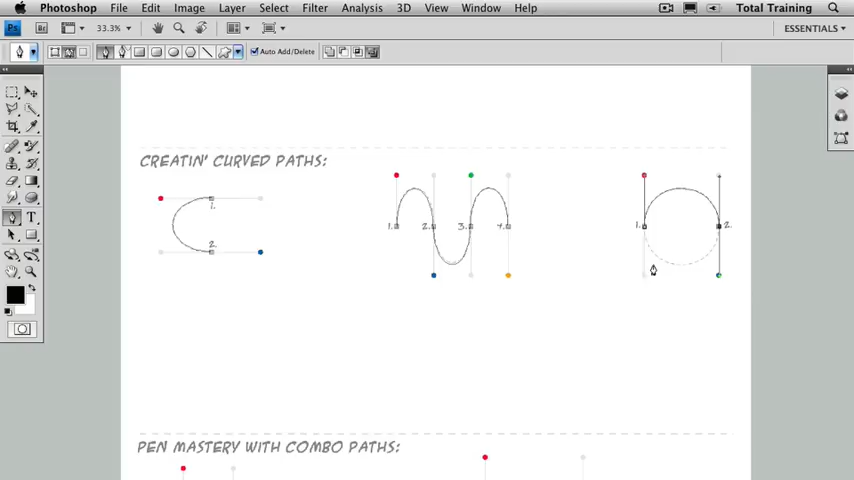 Photoshop File Edit Image Layer Select Filter Analysis 3D View Window Help Total Training
Ps 33.3% ESSENTIALS
Auto Add/Delete
T
CREATIN' CURVED PATHS:
1.
2.
1. 2. 3. 4.
1. 2.
PEN MASTERY WITH COMBO PATHS: